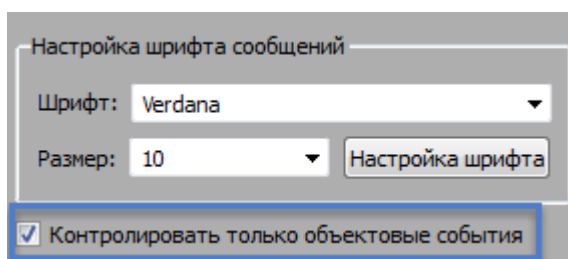 Настройка шрифта сообщений
Шрифт: Verdana
Размер: 10 Настройка шрифта
Контролировать только объектовые события